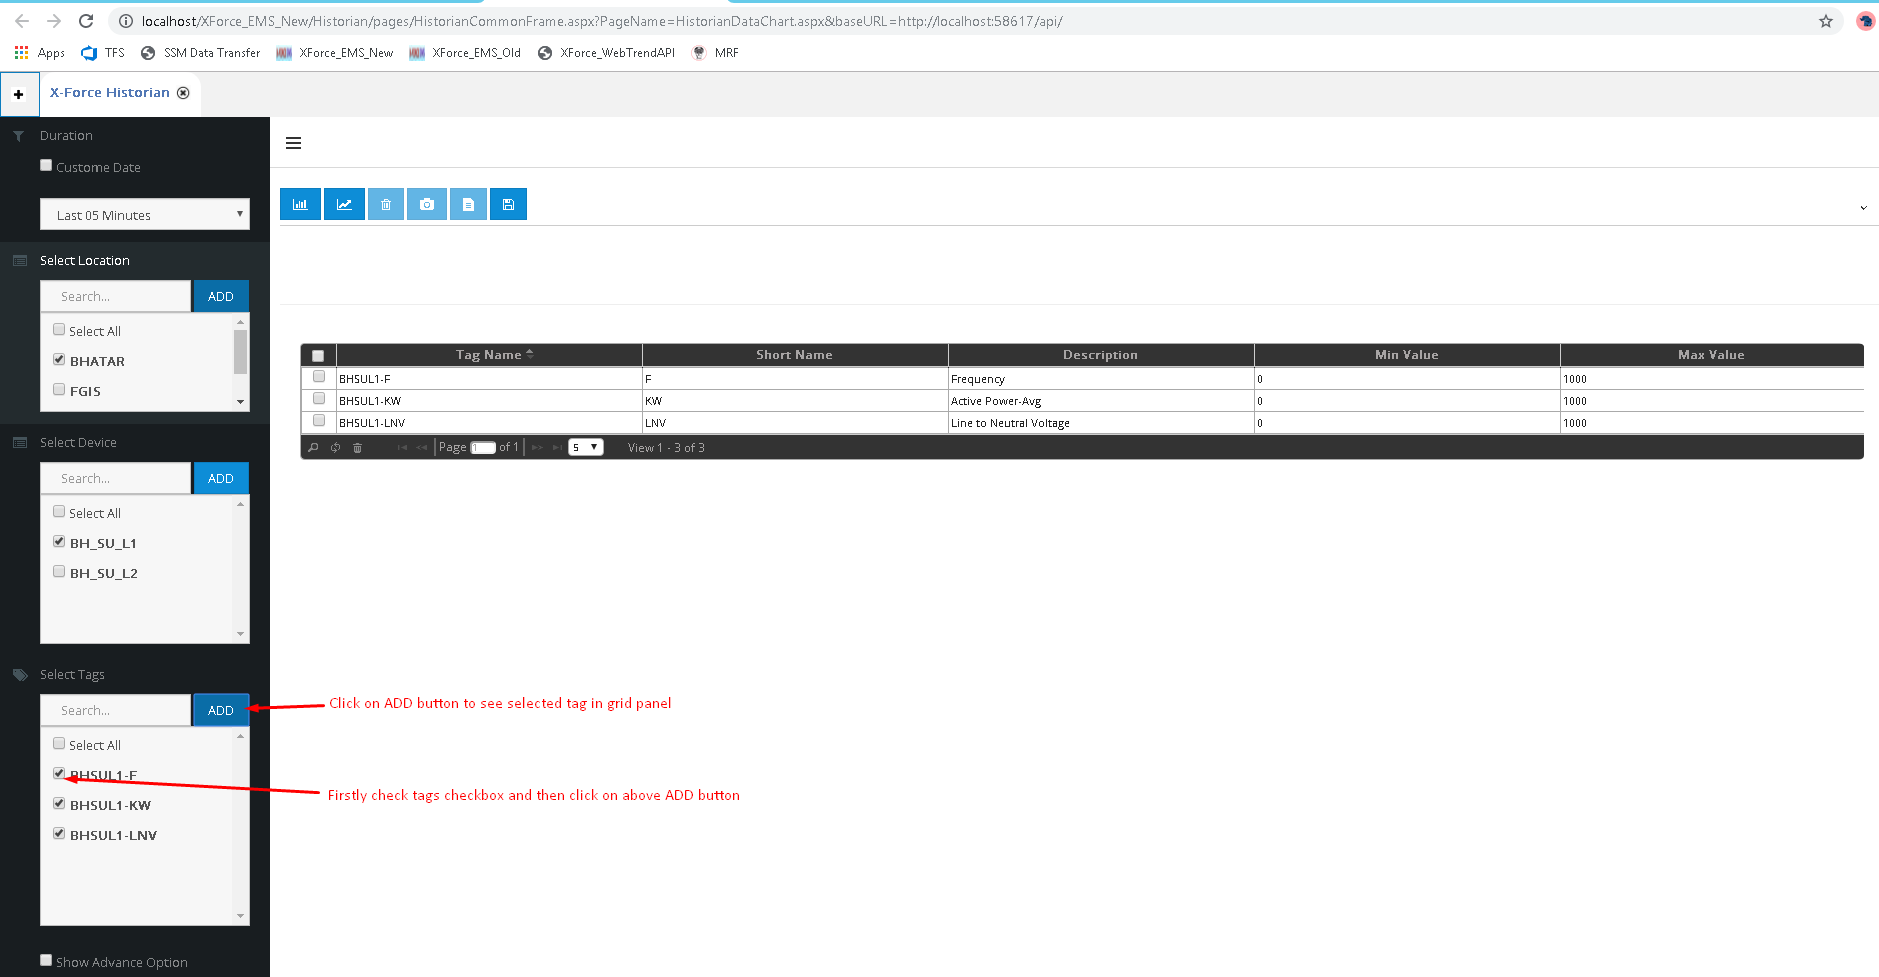 localhost/XForce_EMS_New/Historian/pages/HistorianCommonFrame.aspx?PageName=HistorianDataChart.aspx&baseURL=http://localhost:58617/api/
Apps TFS SSM Data Transfer XForce_EMS_New XForce_EMS_Old XForce_WebTrendAPI MRF
+ X-Force Historian
Duration
Custome Date
Last 05 Minutes
Select Location
Search... ADD
Select All
BHATAR
FGIS
Select Device
Search... ADD
Select All
BH_SU_L1
BH_SU_L2
Select Tags
Search... ADD
Select All
BHSUL1-F
BHSUL1-KW
BHSUL1-LNV
Show Advance Option
Tag Name Short Name Description Min Value Max Value
BHSUL1-F F Frequency 0 1000
BHSUL1-KW KW Active Power-Avg 0 1000
BHSUL1-LNV LNV Line to Neutral Voltage 0 1000
Page 1 of 1 5 View 1 - 3 of 3
Click on ADD button to see selected tag in grid panel
Firstly check tags checkbox and then click on above ADD button